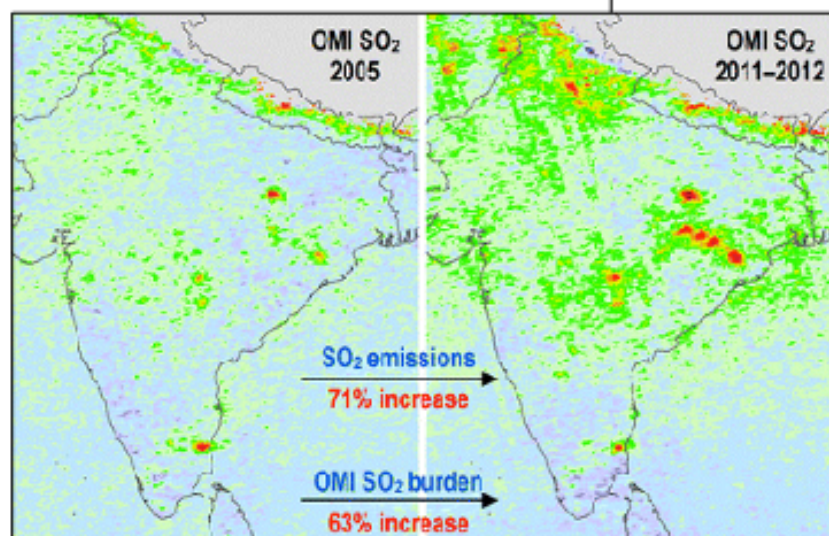 OMI SO₂
2005
OMI SO₂
2011–2012
SO₂ emissions
71% increase
OMI SO₂ burden
63% increase